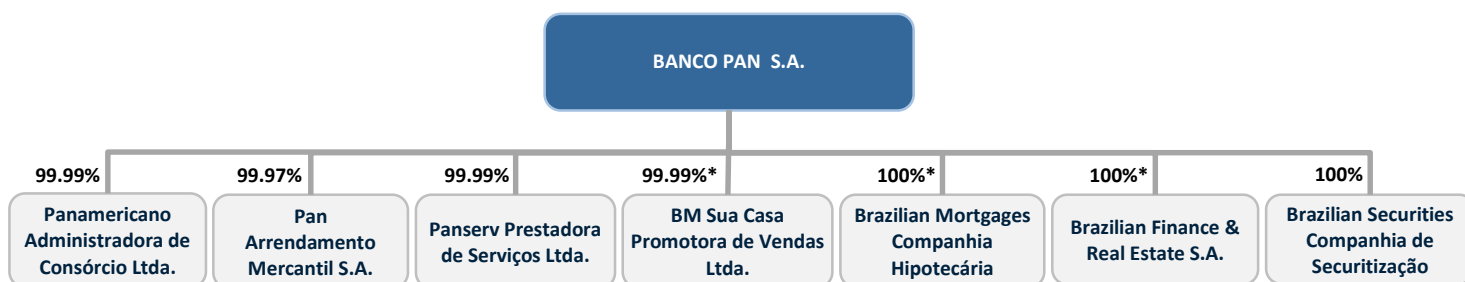 BANCO PAN S.A.
99.99%
99.97%
99.99%
99.99%*
100%*
100%*
100%
Panamericano
Administradora de
Consórcio Ltda.
Pan
Arrendamento
Mercantil S.A.
Panserv Prestadora
de Serviços Ltda.
BM Sua Casa
Promotora de Vendas
Ltda.
Brazilian Mortgages
Companhia
Hipotecária
Brazilian Finance &
Real Estate S.A.
Brazilian Securities
Companhia de
Securitização